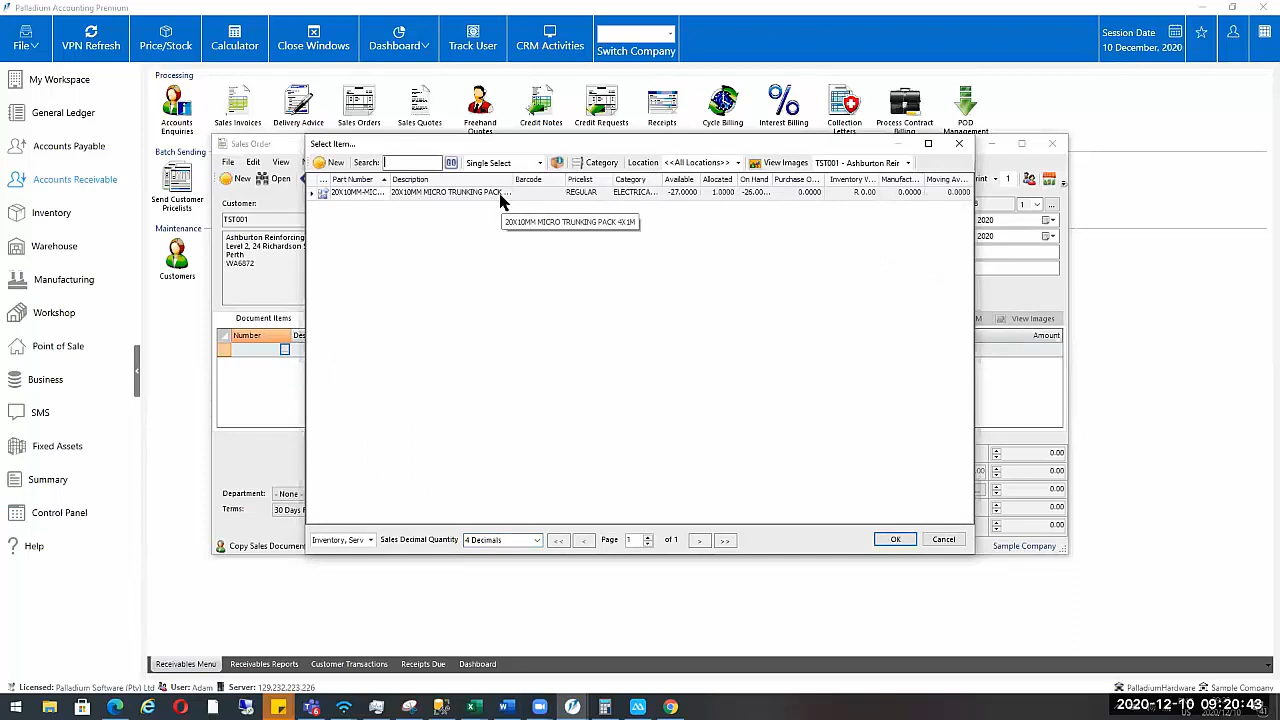 Palladium Accounting Premium
File
VPN Refresh
Price/Stock
Calculator
Close Windows
Dashboard
Track User
CRM Activities
Switch Company
Session Date
10 December, 2020
My Workspace
General Ledger
Accounts Payable
Accounts Receivable
Inventory
Warehouse
Manufacturing
Workshop
Point of Sale
Business
SMS
Fixed Assets
Summary
Control Panel
Help
Processing
Accounts Enquiries
Sales Invoices
Delivery Advice
Sales Orders
Sales Quotes
Freehand Quotes
Credit Notes
Credit Requests
Receipts
Cycle Billing
Interest Billing
Collection Letters
Process Contract Billing
POD Management
Batch Sending
Send Customer Pricelists
Maintenance
Customers
Sales Order
File Edit View
New Open
Customer:
TST001
Ashburton Reinforcing
Level 2, 24 Richardson S
Perth
WA6872
Document Items
Number Des
Department: - None -
Terms: 30 Days F
Copy Sales Documen
Select Item...
New Search: Single Select Category Location <<All Locations>> View Images TST001 - Ashburton Reir
... Part Number Description Barcode Pricelist Category Available Allocated On Hand Purchase O... Inventory V... Manufact... Moving Av...
20X10MM-MIC... 20X10MM MICRO TRUNKING PACK ... REGULAR ELECTRICA... -27.0000 1.0000 -26.00... 0.0000 R 0.00 0.0000 0.0000
20X10MM MICRO TRUNKING PACK 4X1M
Inventory, Serv Sales Decimal Quantity 4 Decimals << < Page 1 of 1 > >> OK Cancel
rint 1
1 ...
2020
2020
M View Images
Amount
0.00
0.00
0.00
0.00
0.00
Sample Company
Receivables Menu Receivables Reports Customer Transactions Receipts Due Dashboard
Licensed: Palladium Software (Pty) Ltd User: Adam Server: 129.232.223.226
PalladiumHardware Sample Company
2020-12-10 09:20:43